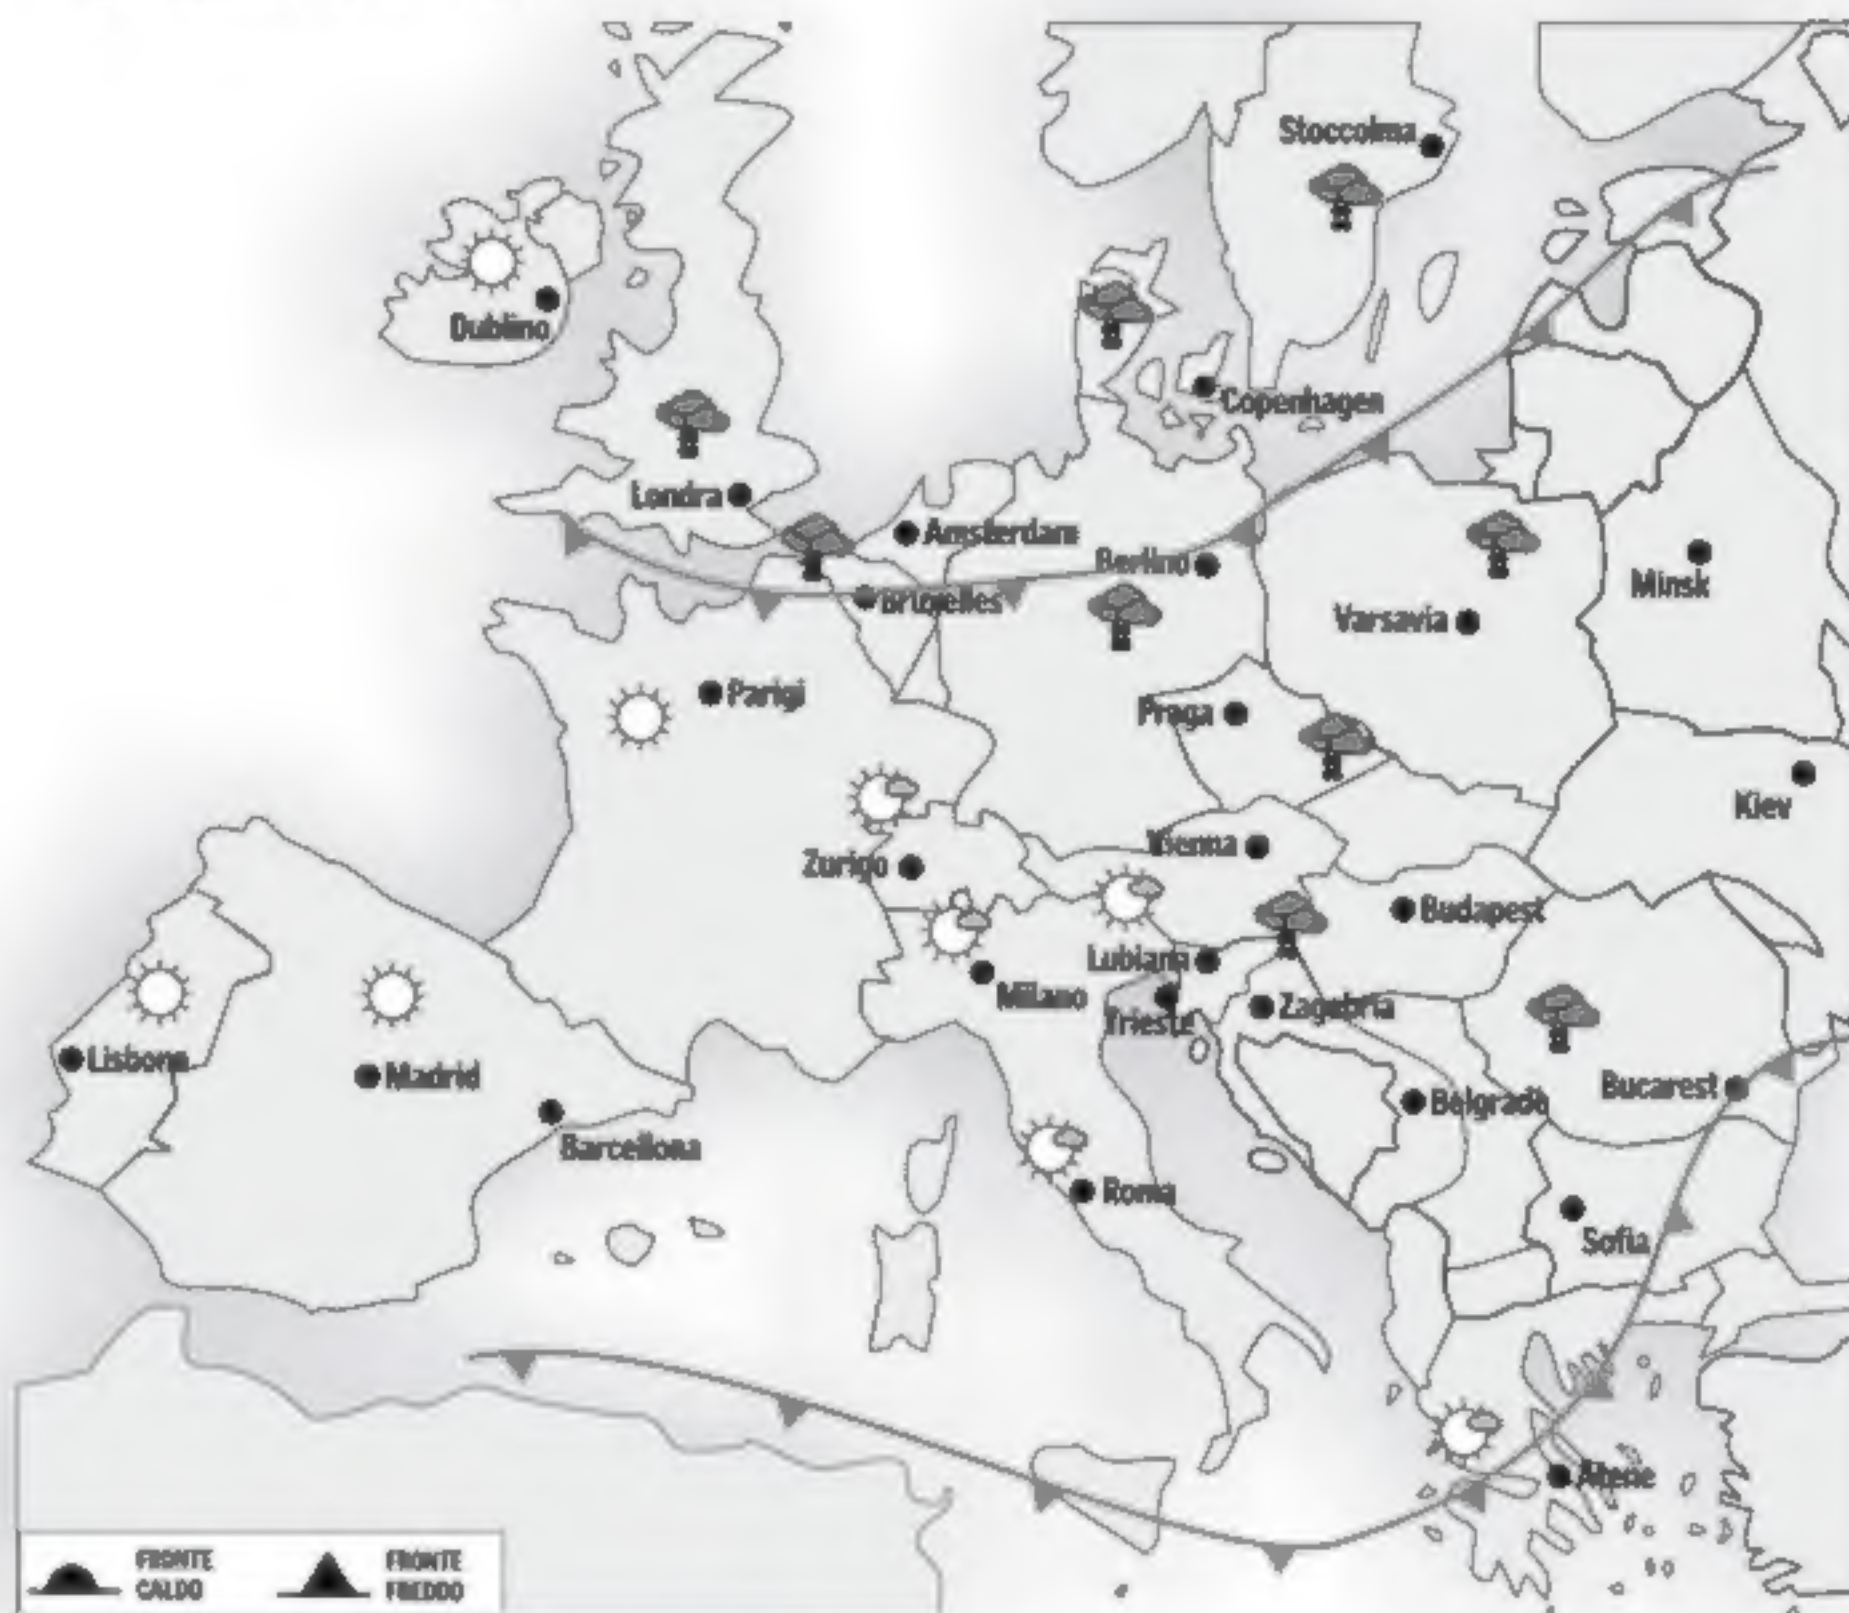 Stoccolma
Dublino
Copenhagen
Londra
Amsterdam
Berlino
Minsk
Bruxelles
Varsavia
Parigi
Praga
Kiev
Vienna
Zurigo
Budapest
Lubiana
Milano
Zagabria
Trieste
Lisbona
Madrid
Bucarest
Belgrado
Barcellona
Roma
Sofia
Atene
FRONTE
CALDO
FRONTE
FREDDO